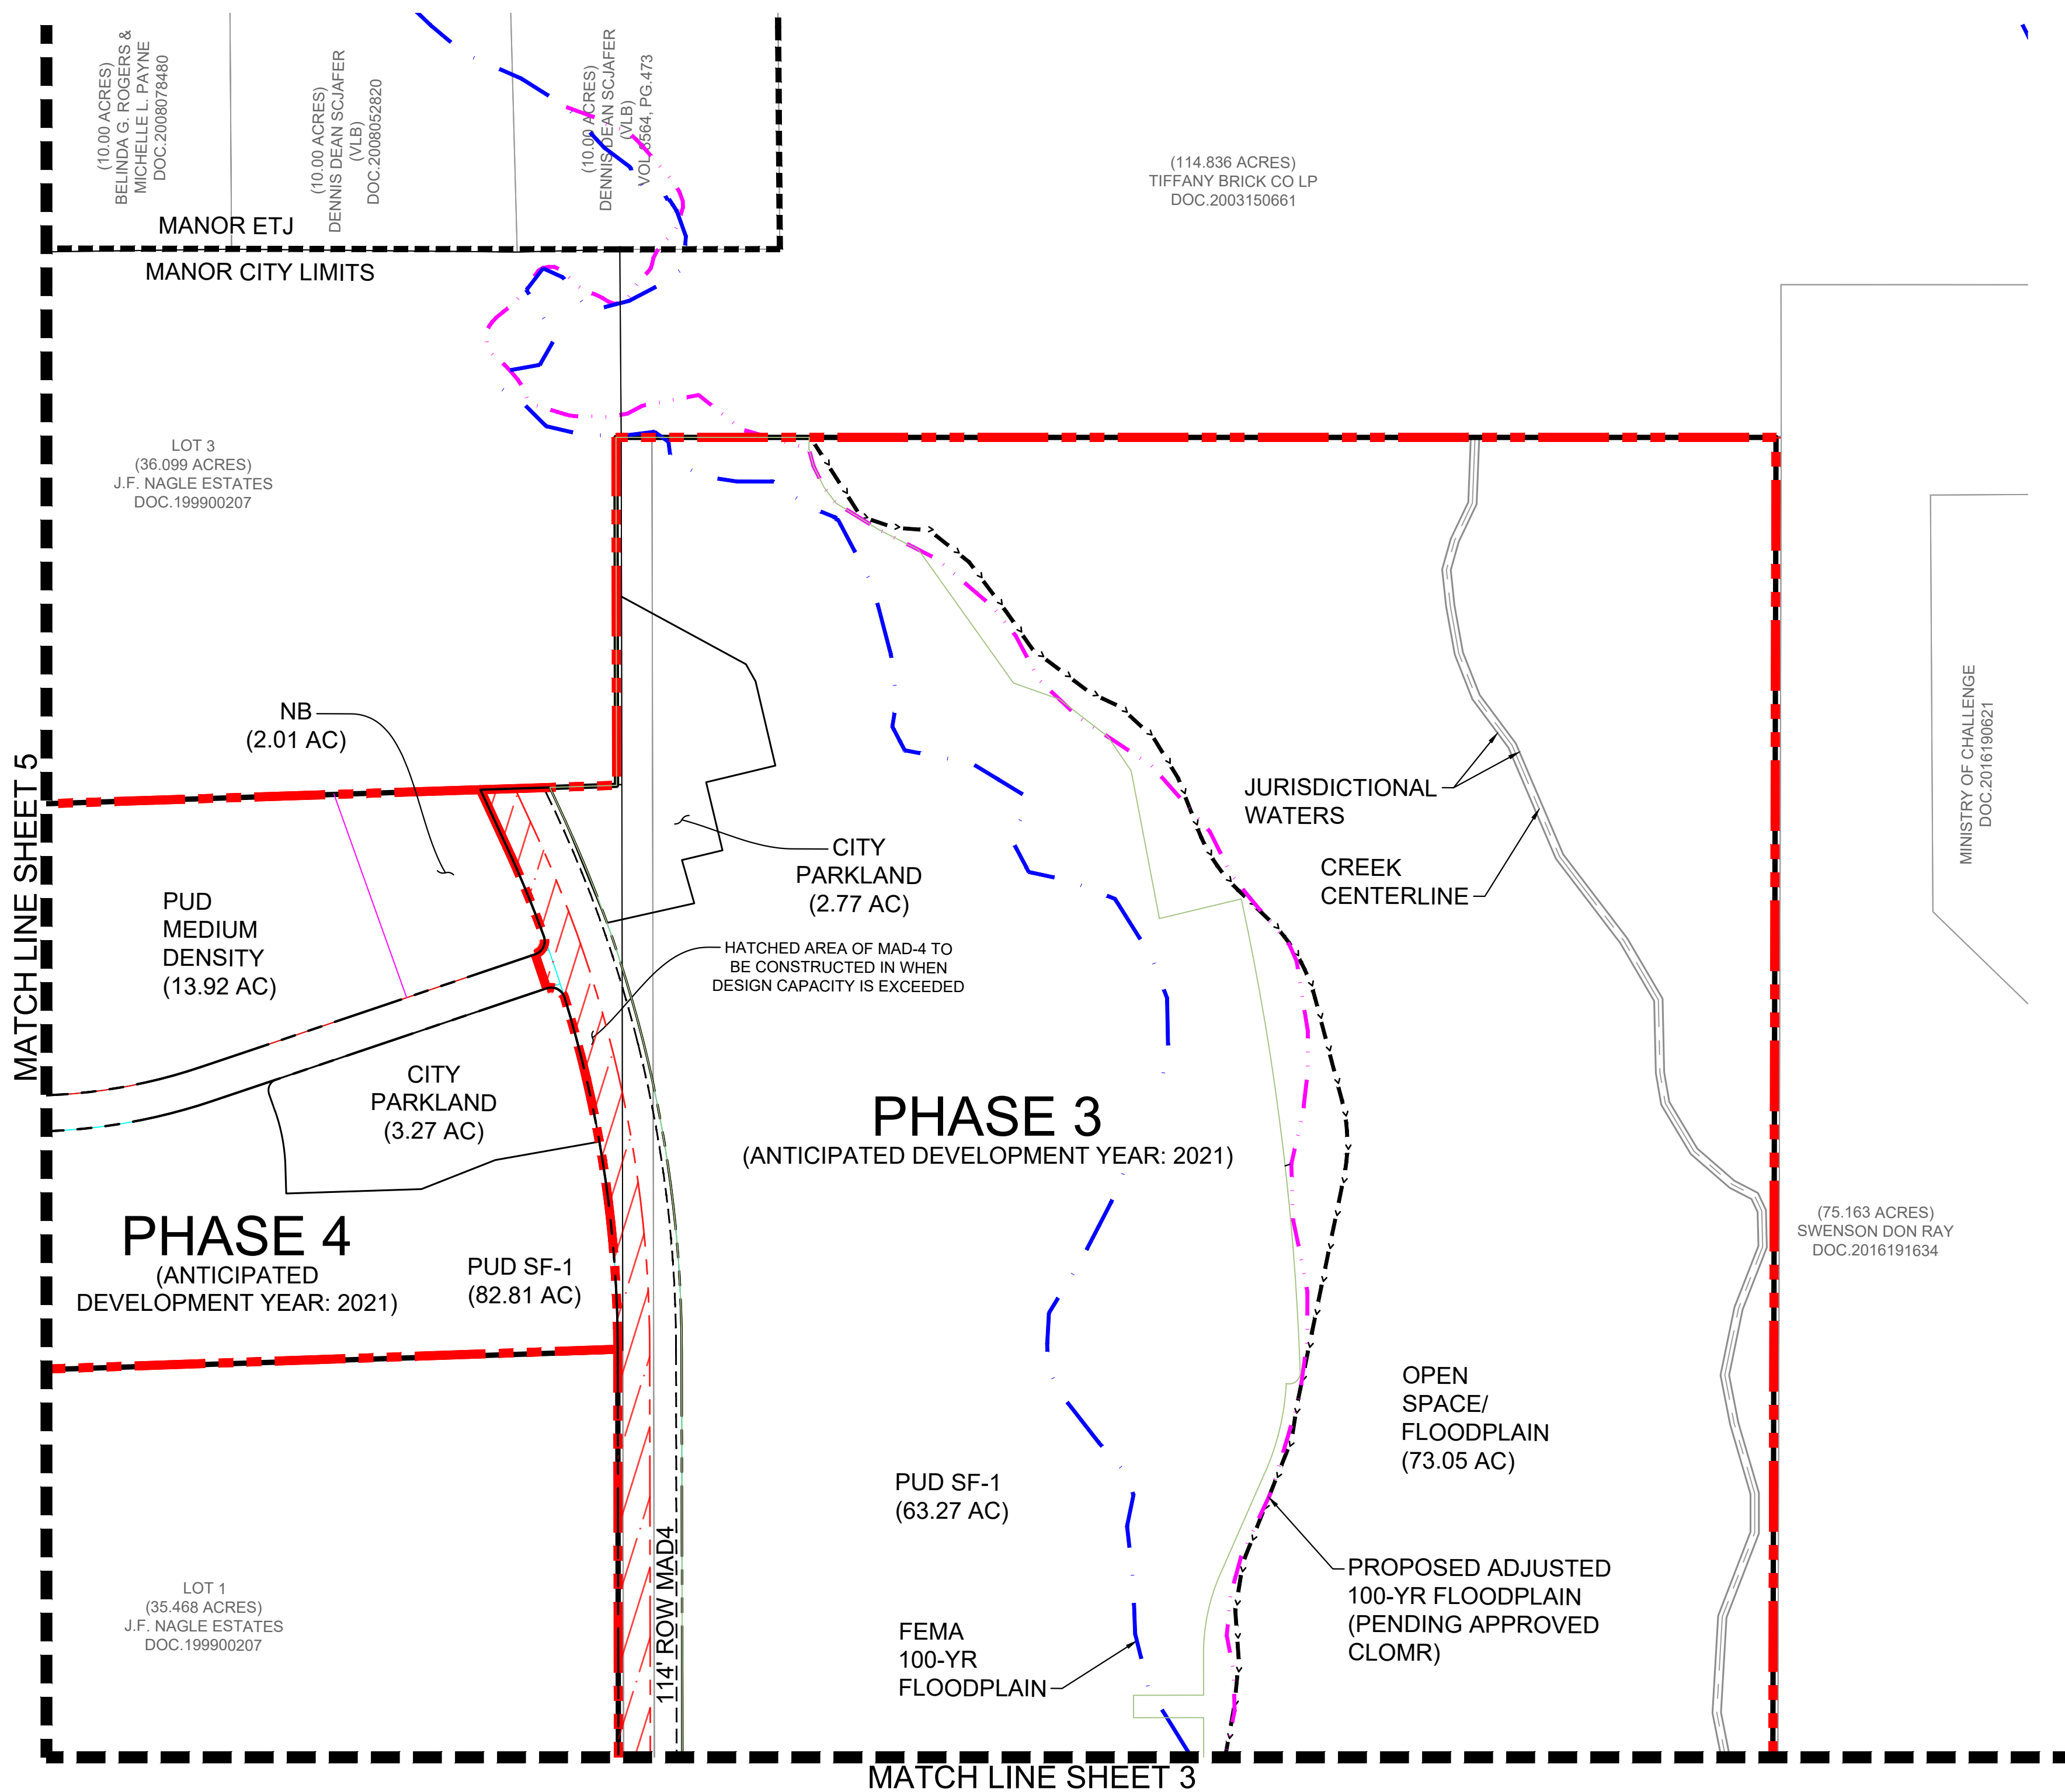 (10.00 ACRES)
BELINDA G. ROGERS &
MICHELLE L. PAYNE
DOC.2008078480
(10.00 ACRES)
DENNIS DEAN SCJAFER
(VLB)
DOC.2008052820
(10.00 ACRES)
DENNIS DEAN SCJAFER
(VLB)
VOL.8564, PG.473
(114.836 ACRES)
TIFFANY BRICK CO LP
DOC.2003150661
MANOR ETJ
MANOR CITY LIMITS
LOT 3
(36.099 ACRES)
J.F. NAGLE ESTATES
DOC.199900207
NB
(2.01 AC)
MATCH LINE SHEET 5
PUD
MEDIUM
DENSITY
(13.92 AC)
CITY
PARKLAND
(2.77 AC)
HATCHED AREA OF MAD-4 TO
BE CONSTRUCTED IN WHEN
DESIGN CAPACITY IS EXCEEDED
JURISDICTIONAL
WATERS
CREEK
CENTERLINE
MINISTRY OF CHALLENGE
DOC.2016190621
CITY
PARKLAND
(3.27 AC)
PHASE 3
(ANTICIPATED DEVELOPMENT YEAR: 2021)
PHASE 4
(ANTICIPATED
DEVELOPMENT YEAR: 2021)
PUD SF-1
(82.81 AC)
(75.163 ACRES)
SWENSON DON RAY
DOC.2016191634
OPEN
SPACE/
FLOODPLAIN
(73.05 AC)
PUD SF-1
(63.27 AC)
LOT 1
(35.468 ACRES)
J.F. NAGLE ESTATES
DOC.199900207
114' ROW MAD4
FEMA
100-YR
FLOODPLAIN
PROPOSED ADJUSTED
100-YR FLOODPLAIN
(PENDING APPROVED
CLOMR)
MATCH LINE SHEET 3